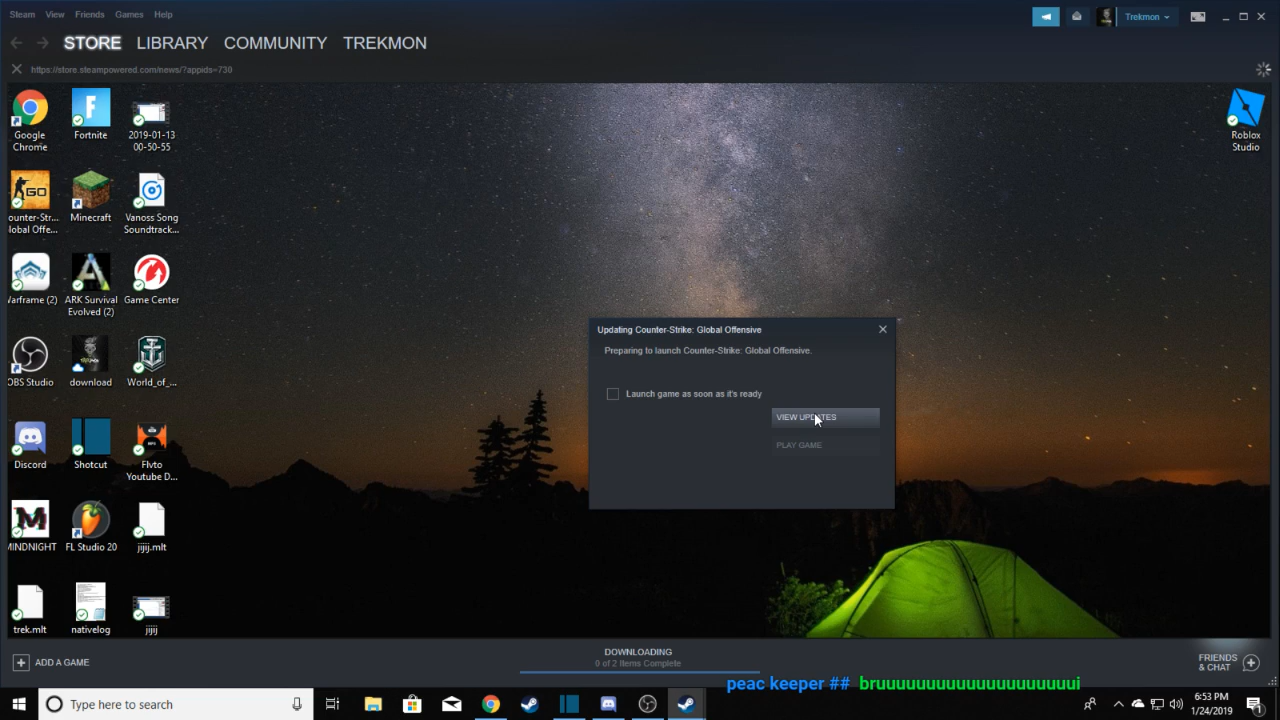 Steam View Friends Games Help
Trekmon
STORE LIBRARY COMMUNITY TREKMON
https://store.steampowered.com/news/?appids=730
Google Chrome
Fortnite
2019-01-13 00-50-55
Roblox Studio
GO
ounter-Str... lobal Offe...
Minecraft
Vanoss Song Soundtrack...
Warframe (2)
ARK Survival Evolved (2)
Game Center
OBS Studio
download
World_of_...
Discord
Shotcut
Flvto Youtube D...
MINDNIGHT
FL Studio 20
jijij.mlt
trek.mlt
nativelog
jijij
Updating Counter-Strike: Global Offensive
Preparing to launch Counter-Strike: Global Offensive.
Launch game as soon as it's ready
VIEW UPDATES
PLAY GAME
ADD A GAME
DOWNLOADING
0 of 2 Items Complete
FRIENDS & CHAT
peac keeper ## bruuuuuuuuuuuuuuuuuuuui
Type here to search
6:53 PM
1/24/2019
1